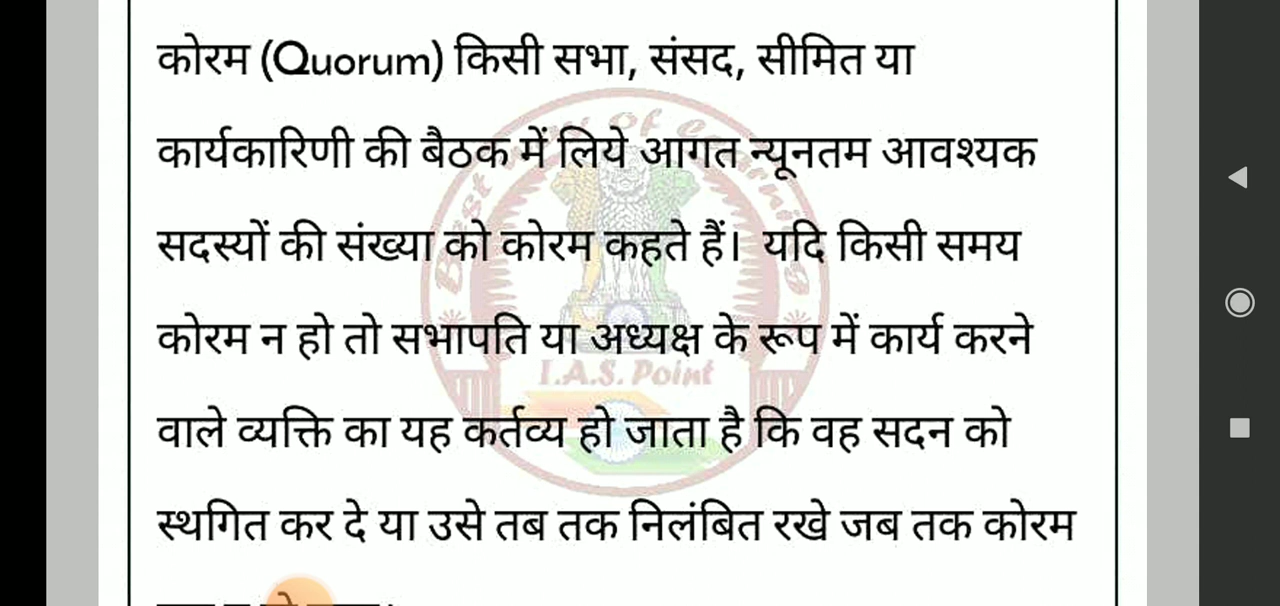 कोरम (Quorum) किसी सभा, संसद, सीमित या
कार्यकारिणी की बैठक में लिये आगत न्यूनतम आवश्यक
सदस्यों की संख्या को कोरम कहते हैं। यदि किसी समय
कोरम न हो तो सभापति या अध्यक्ष के रूप में कार्य करने
वाले व्यक्ति का यह कर्तव्य हो जाता है कि वह सदन को
स्थगित कर दे या उसे तब तक निलंबित रखे जब तक कोरम
I.A.S. Point